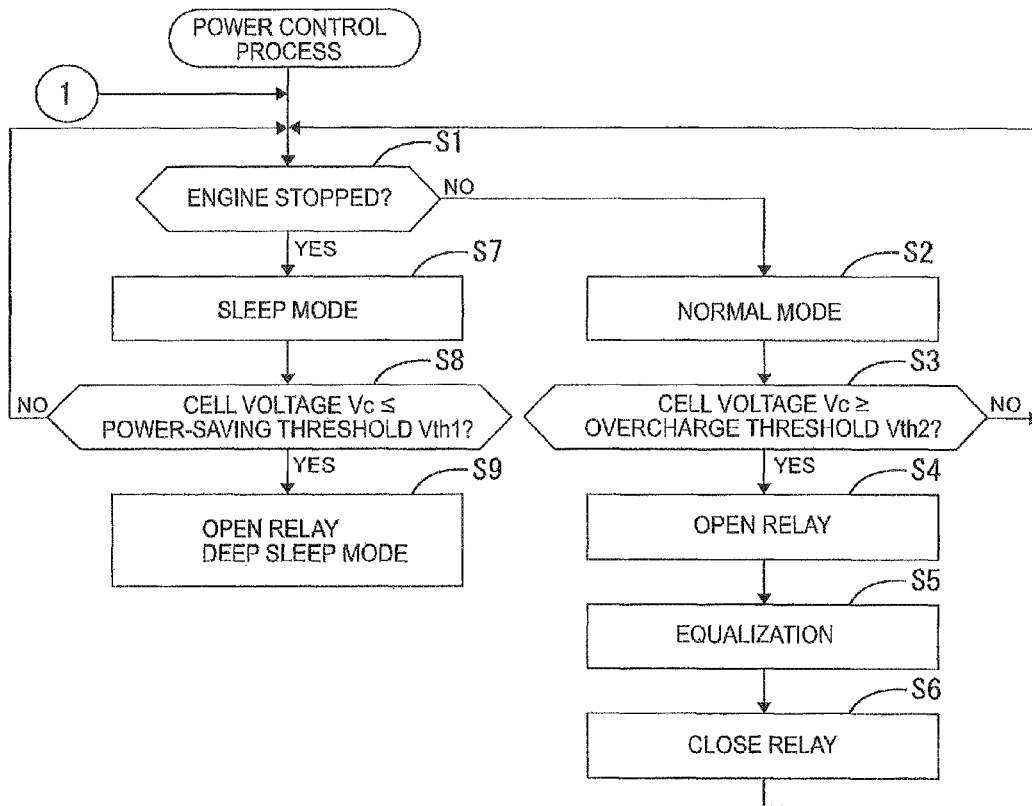 POWER CONTROL
PROCESS
1
S1
ENGINE STOPPED?
NO
YES
S7
SLEEP MODE
S2
NORMAL MODE
S8
CELL VOLTAGE Vc ≤
POWER-SAVING THRESHOLD Vth1?
NO
YES
S3
CELL VOLTAGE Vc ≥
OVERCHARGE THRESHOLD Vth2?
NO
YES
S9
OPEN RELAY
DEEP SLEEP MODE
S4
OPEN RELAY
S5
EQUALIZATION
S6
CLOSE RELAY